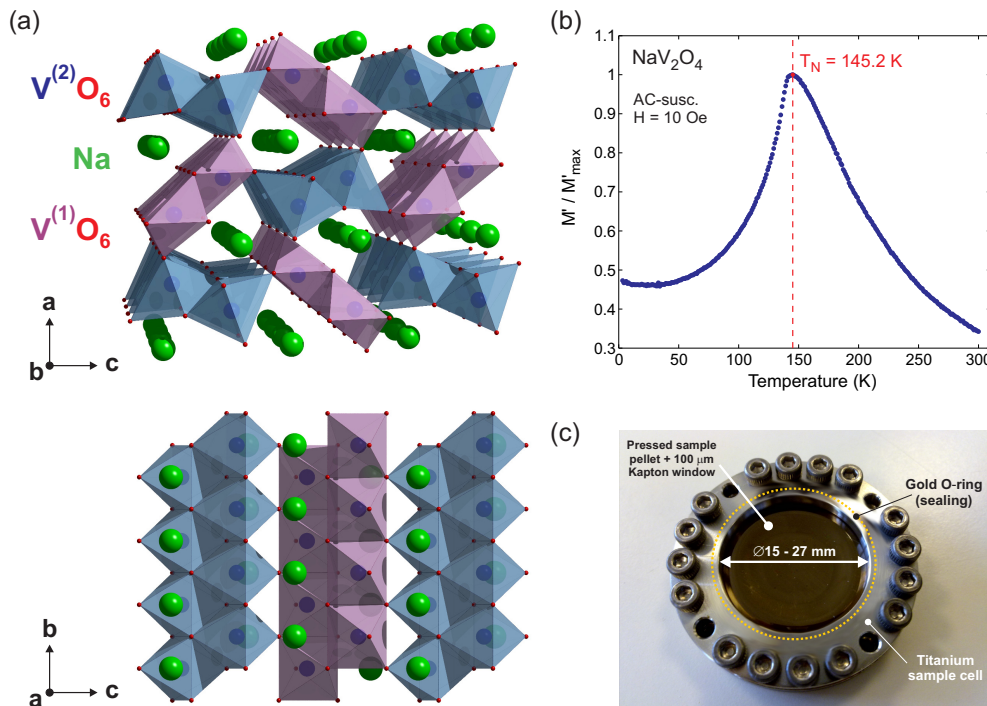 (a)
V(2)O6
Na
V(1)O6
a
b
c
b
a
c
(b)
NaV2O4
AC-susc.
H = 10 Oe
TN = 145.2 K
M' / M'max
1.1
1
0.9
0.8
0.7
0.6
0.5
0.4
0.3
0
50
100
150
200
250
300
Temperature (K)
(c)
Pressed sample
pellet + 100 μm
Kapton window
Gold O-ring
(sealing)
∅15 - 27 mm
Titanium
sample cell